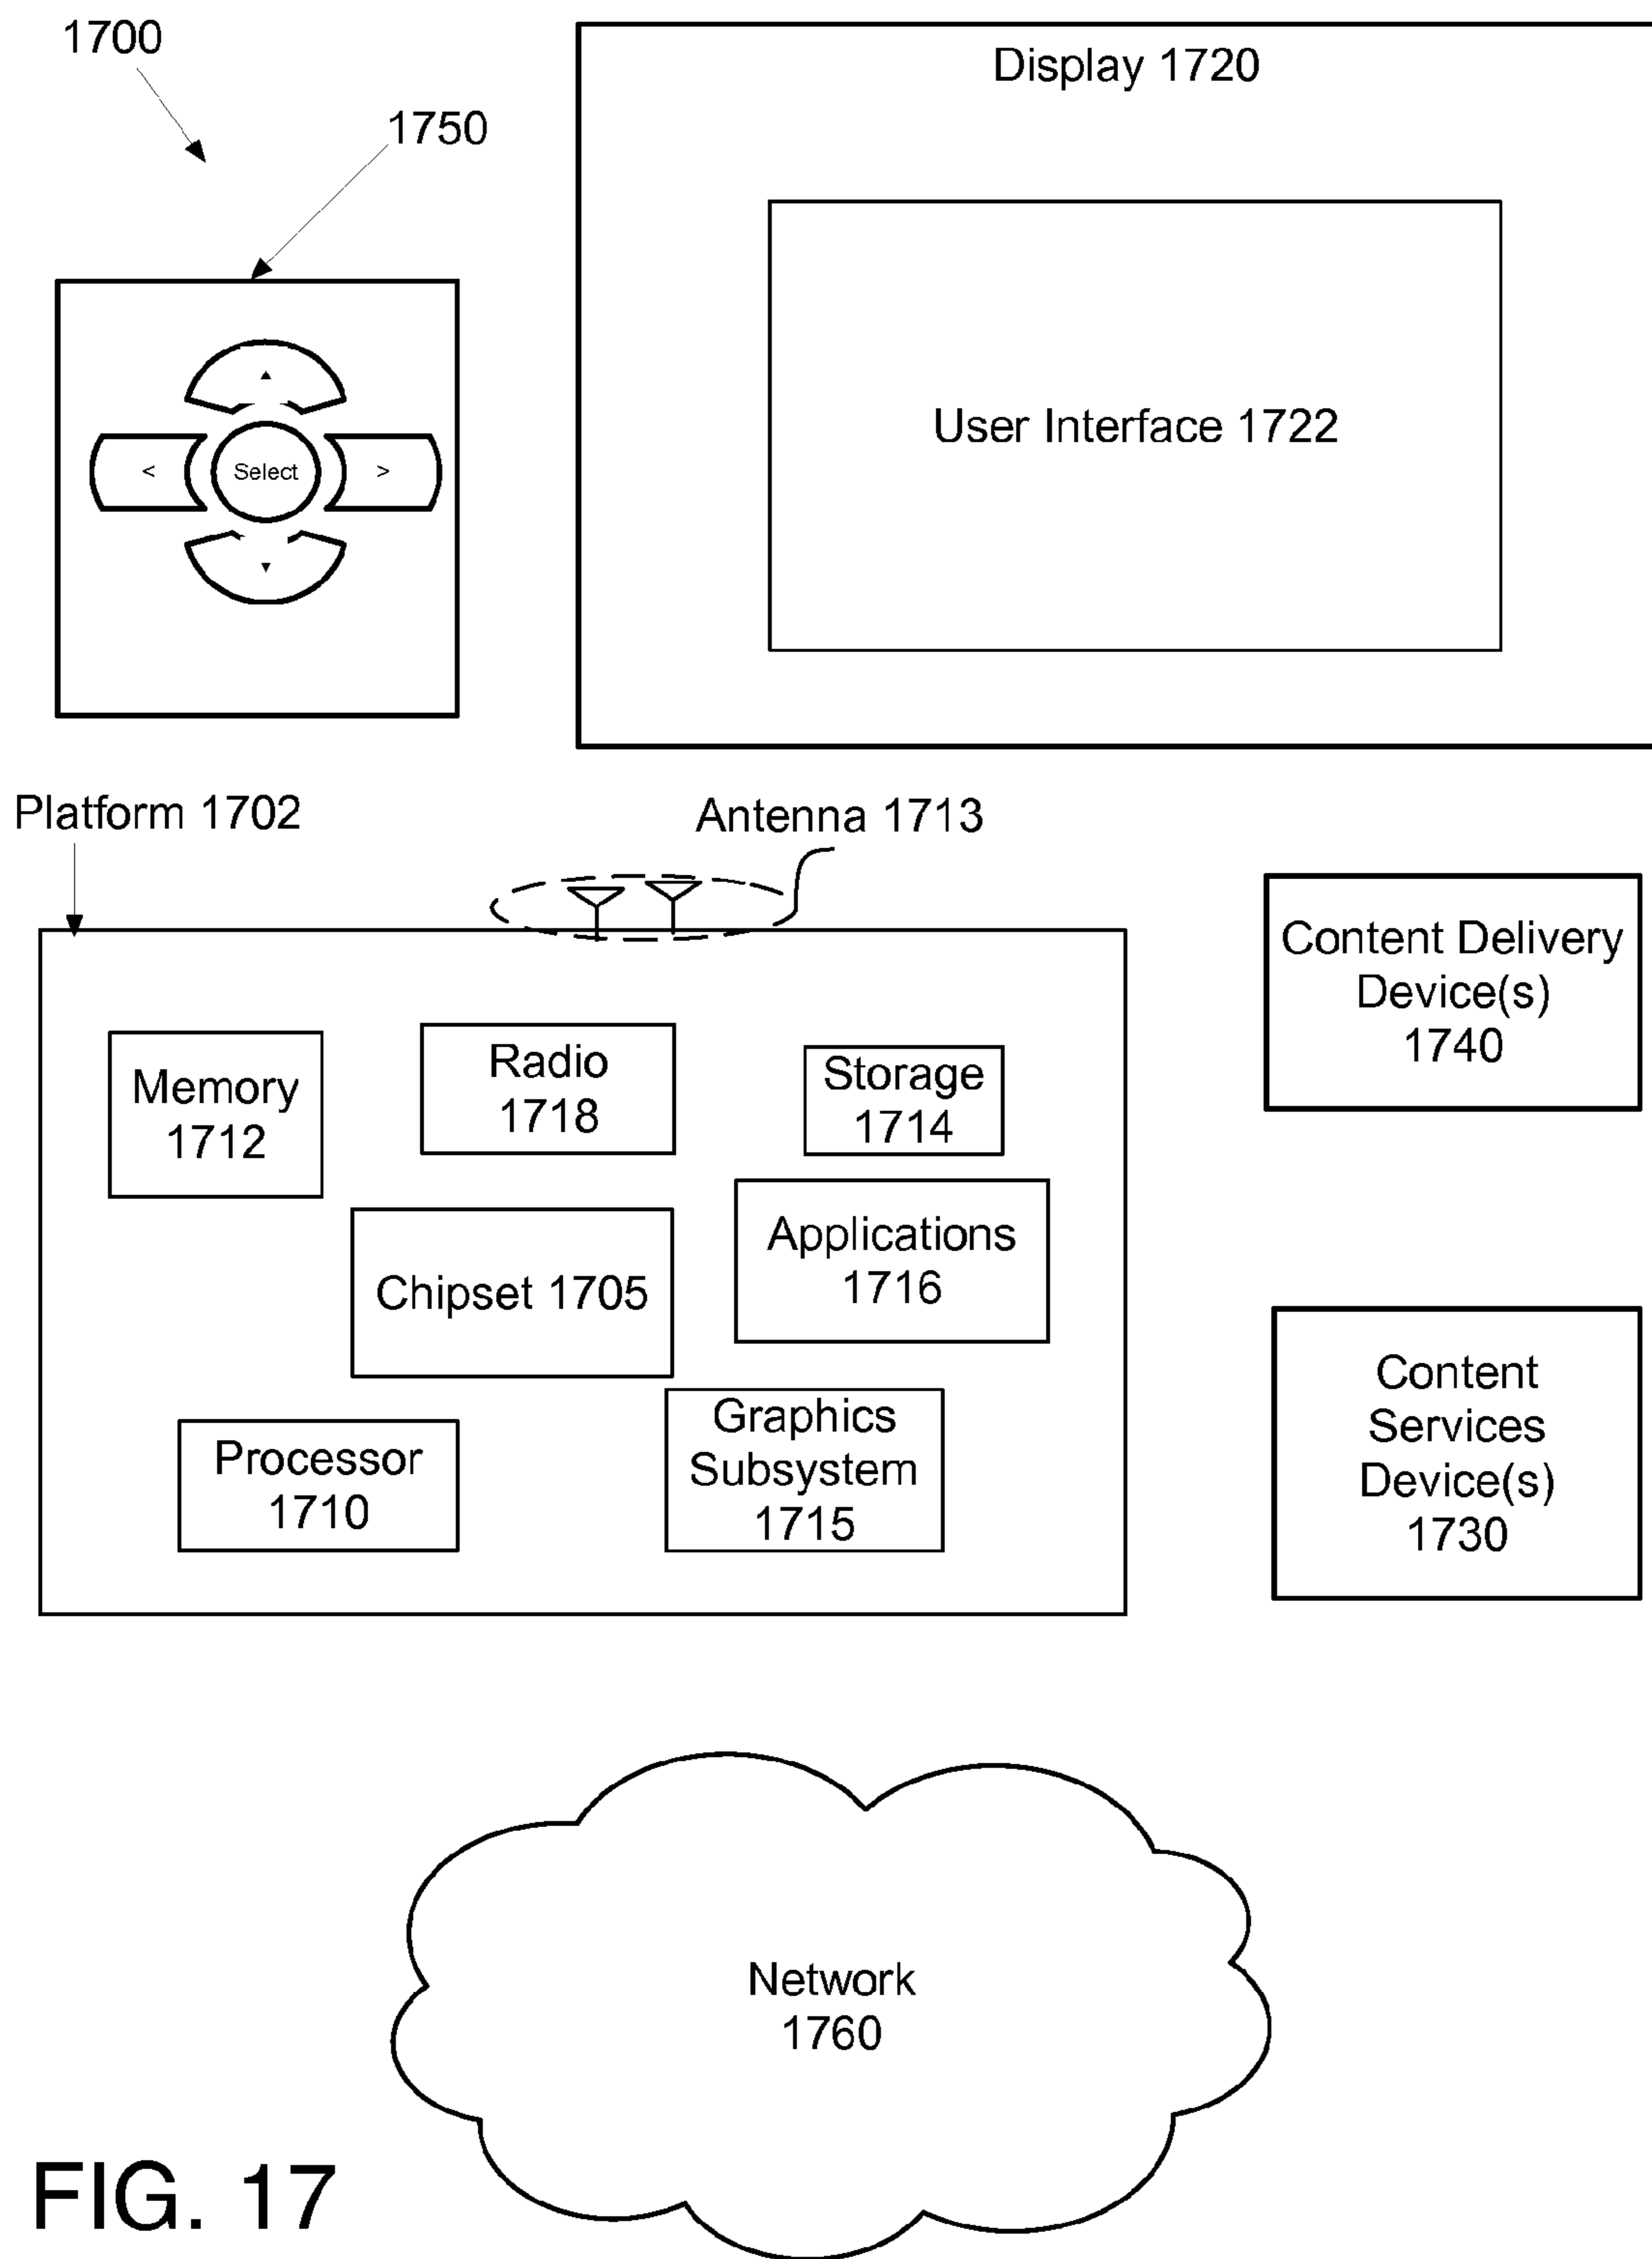 1700
1750
Display 1720
User Interface 1722
▲
<
Select
>
▼
Platform 1702
Antenna 1713
Memory
1712
Radio
1718
Storage
1714
Chipset 1705
Applications
1716
Processor
1710
Graphics
Subsystem
1715
Content Delivery
Device(s)
1740
Content
Services
Device(s)
1730
Network
1760
FIG. 17